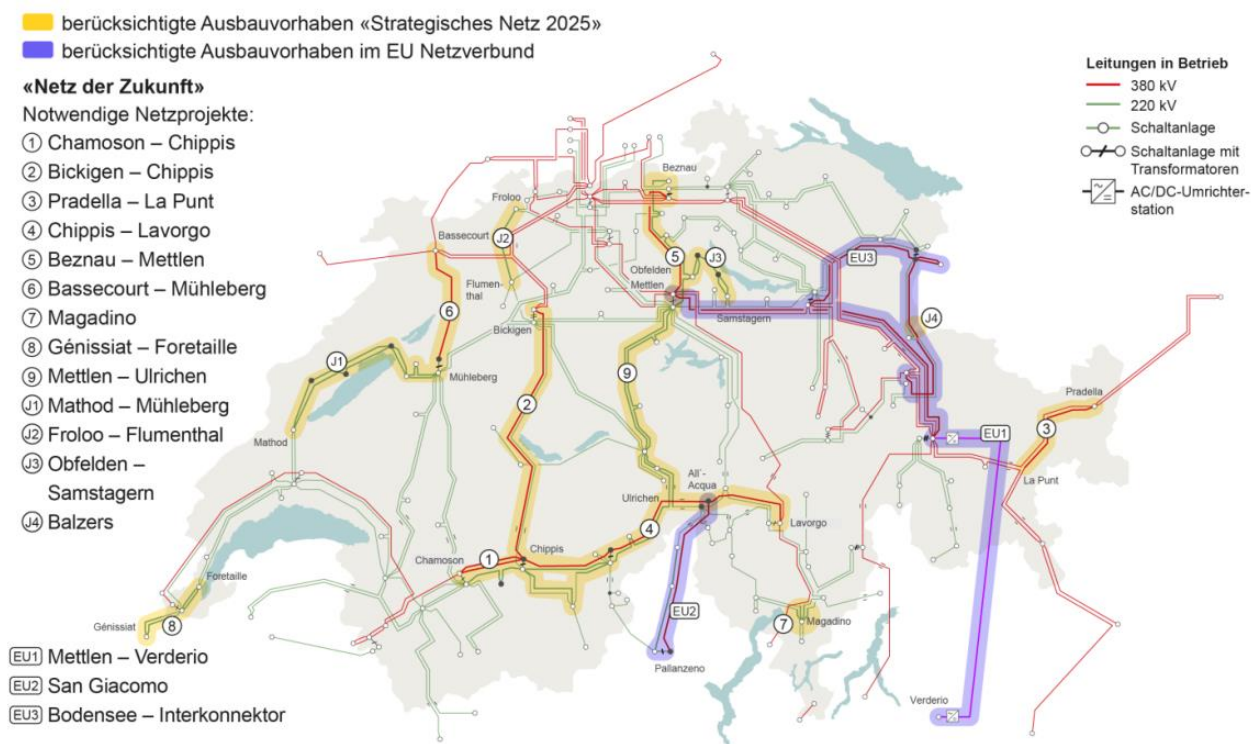 berücksichtigte Ausbauvorhaben «Strategisches Netz 2025»
berücksichtigte Ausbauvorhaben im EU Netzverbund
«Netz der Zukunft»
Notwendige Netzprojekte:
1 Chamoson – Chippis
2 Bickigen – Chippis
3 Pradella – La Punt
4 Chippis – Lavorgo
5 Beznau – Mettlen
6 Bassecourt – Mühleberg
7 Magadino
8 Génissiat – Foretaille
9 Mettlen – Ulrichen
J1 Mathod – Mühleberg
J2 Froloo – Flumenthal
J3 Obfelden –
Samstagern
J4 Balzers
EU1 Mettlen – Verderio
EU2 San Giacomo
EU3 Bodensee – Interkonnektor
Leitungen in Betrieb
380 kV
220 kV
Schaltanlage
Schaltanlage mit
Transformatoren
AC/DC-Umrichter-
station
Beznau
Froloo
Bassecourt
J2
5
J3
EU3
Obfelden
Mettlen
Flumen-
thal
6
Bickigen
Samstagern
J4
J1
Mühleberg
9
2
Pradella
3
Mathod
EU1
La Punt
All´-
Acqua
Ulrichen
4
Lavorgo
Chippis
Chamoson
1
Foretaille
EU2
7
Magadino
Génissiat
8
Pallanzeno
Verderio